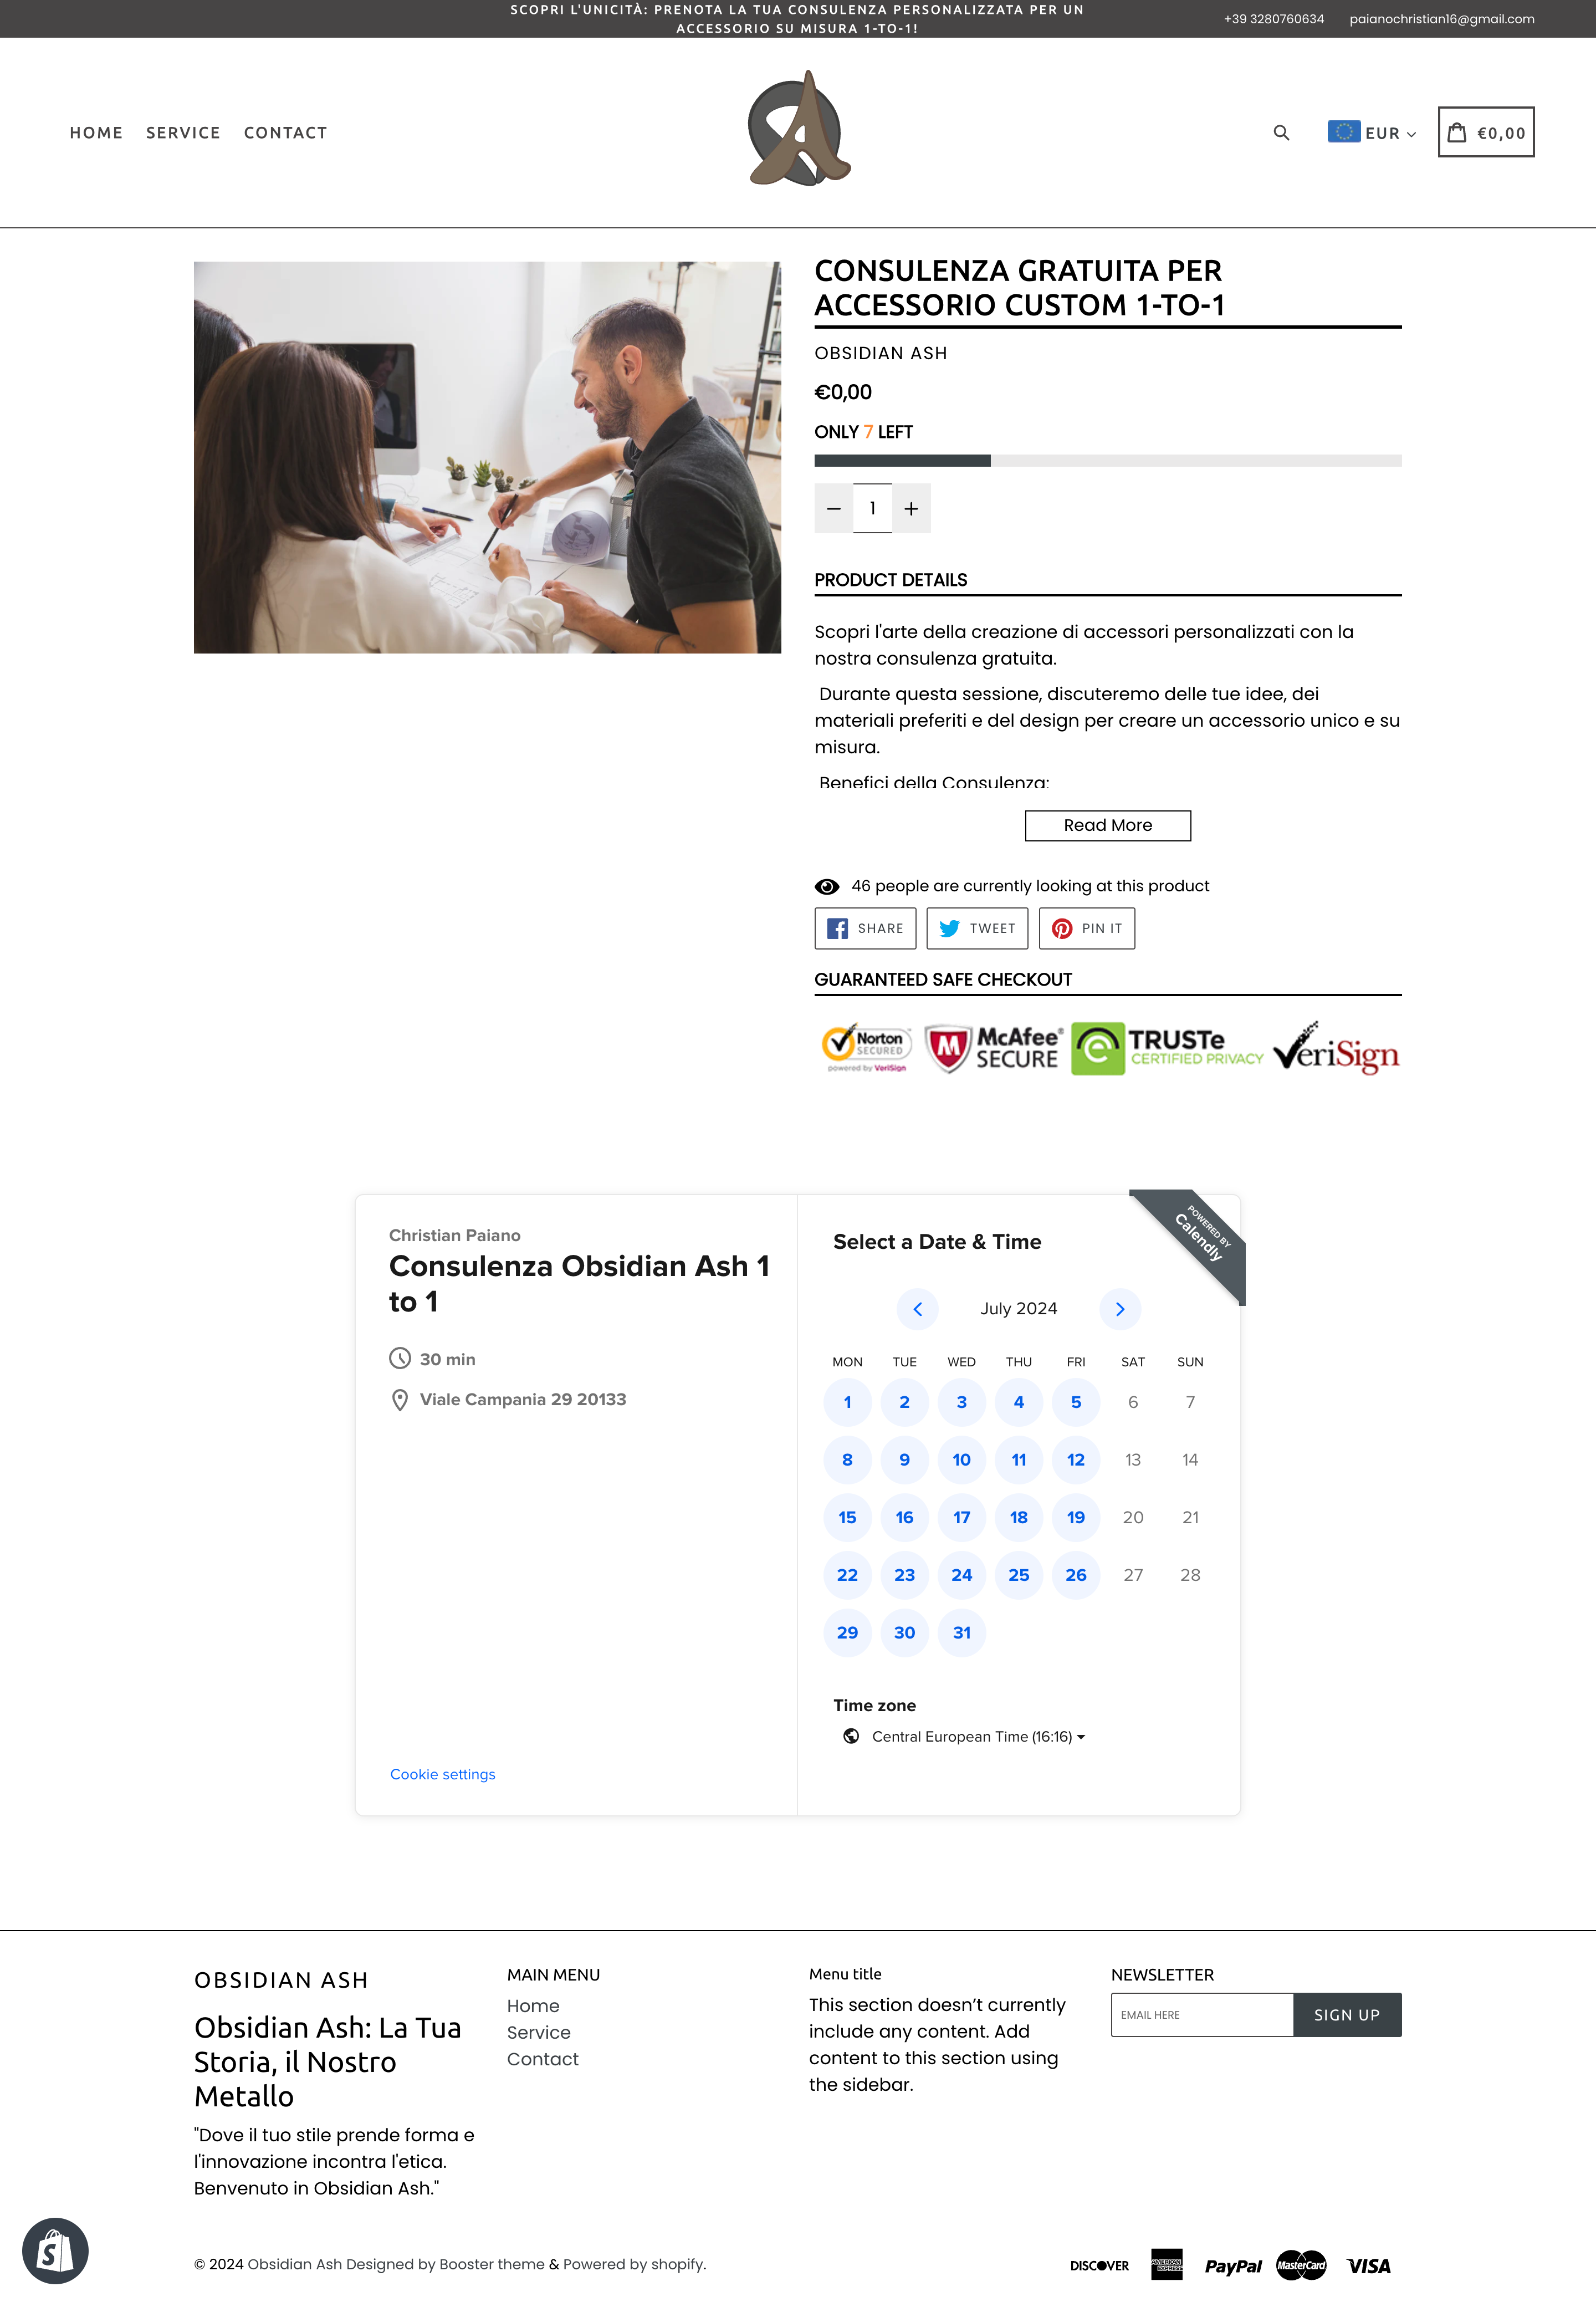 SCOPRI L'UNICITÀ: PRENOTA LA TUA CONSULENZA PERSONALIZZATA PER UN
ACCESSORIO SU MISURA 1-TO-1!
+39 3280760634 paianochristian16@gmail.com
HOME SERVICE CONTACT
EUR €0,00
CONSULENZA GRATUITA PER
ACCESSORIO CUSTOM 1-TO-1
OBSIDIAN ASH
€0,00
ONLY 7 LEFT
− 1 +
PRODUCT DETAILS
Scopri l'arte della creazione di accessori personalizzati con la
nostra consulenza gratuita.
Durante questa sessione, discuteremo delle tue idee, dei
materiali preferiti e del design per creare un accessorio unico e su
misura.
Benefici della Consulenza:
Read More
46 people are currently looking at this product
SHARE TWEET PIN IT
GUARANTEED SAFE CHECKOUT
Norton SECURED powered by VeriSign
McAfee SECURE
TRUSTe CERTIFIED PRIVACY
VeriSign
Christian Paiano
Consulenza Obsidian Ash 1
to 1
30 min
Viale Campania 29 20133
Cookie settings
POWERED BY
Calendly
Select a Date & Time
July 2024
MON TUE WED THU FRI SAT SUN
1 2 3 4 5 6 7
8 9 10 11 12 13 14
15 16 17 18 19 20 21
22 23 24 25 26 27 28
29 30 31
Time zone
Central European Time (16:16)
OBSIDIAN ASH
Obsidian Ash: La Tua
Storia, il Nostro
Metallo
"Dove il tuo stile prende forma e
l'innovazione incontra l'etica.
Benvenuto in Obsidian Ash."
MAIN MENU
Home
Service
Contact
Menu title
This section doesn’t currently
include any content. Add
content to this section using
the sidebar.
NEWSLETTER
EMAIL HERE SIGN UP
© 2024 Obsidian Ash Designed by Booster theme & Powered by shopify.
DISCOVER AMERICAN EXPRESS PayPal MasterCard VISA